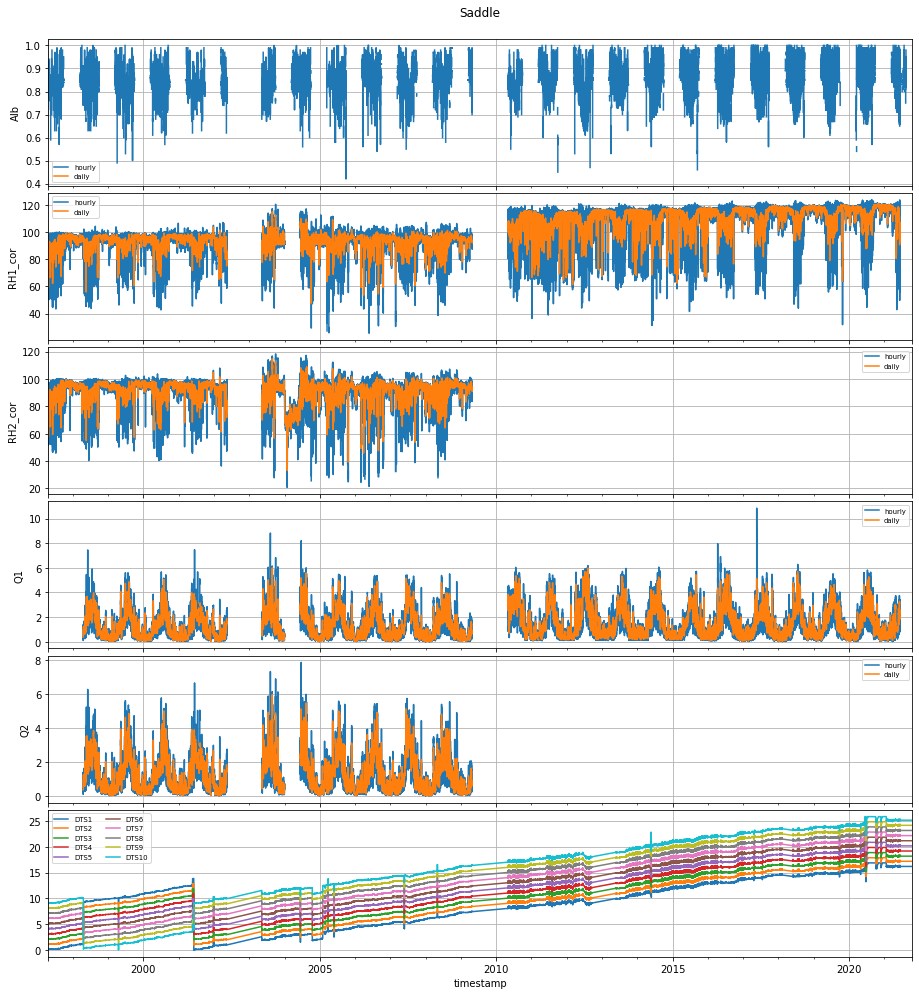 Saddle
1.0
0.9
0.8
0.7
0.6
0.5
0.4
Alb
hourly
daily
120
100
80
60
40
RH1_cor
hourly
daily
120
100
80
60
40
20
RH2_cor
hourly
daily
10
8
6
4
2
0
Q1
hourly
daily
8
6
4
2
0
Q2
hourly
daily
25
20
15
10
5
0
DTS1 DTS6
DTS2 DTS7
DTS3 DTS8
DTS4 DTS9
DTS5 DTS10
2000 2005 2010 2015 2020
timestamp